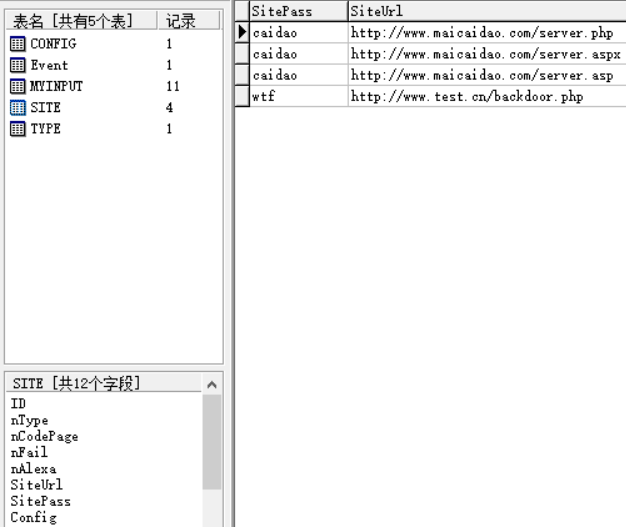 表名 [共有5个表] 记录
CONFIG 1
Event 1
MYINPUT 11
SITE 4
TYPE 1
SITE [共12个字段]
ID
nType
nCodePage
nFail
nAlexa
SiteUrl
SitePass
Config
SitePass SiteUrl
caidao http://www.maicaidao.com/server.php
caidao http://www.maicaidao.com/server.aspx
caidao http://www.maicaidao.com/server.asp
wtf http://www.test.cn/backdoor.php